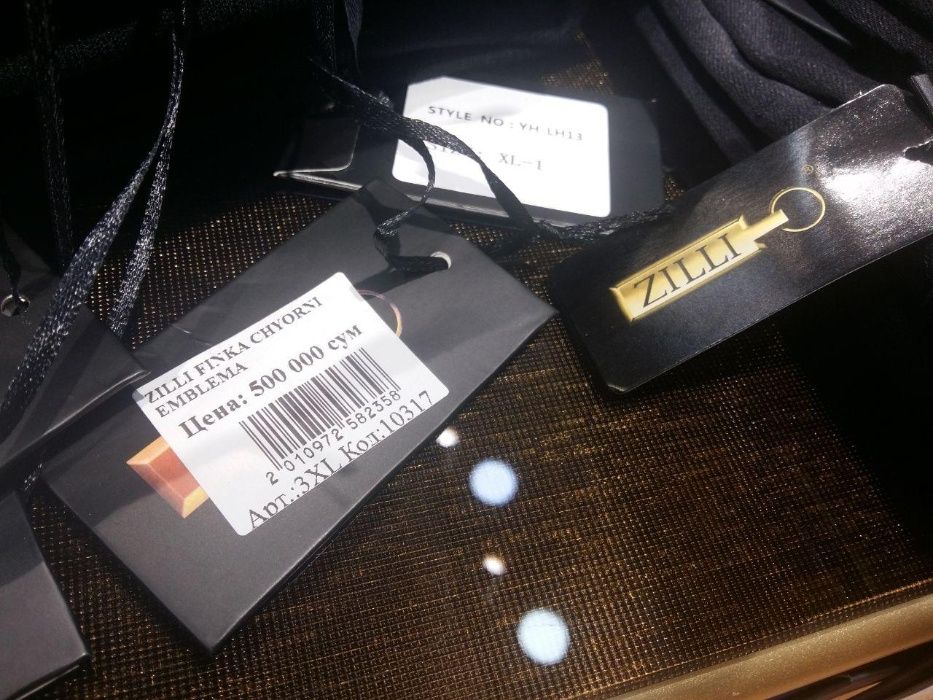 STYLE NO : YH LH13
XL-1
ZILLI
®
ZILLI FINKA CHYORNI
EMBLEMA
Цена: 500 000 сум
2 010972 582358
Арт.:3XL Код:10317